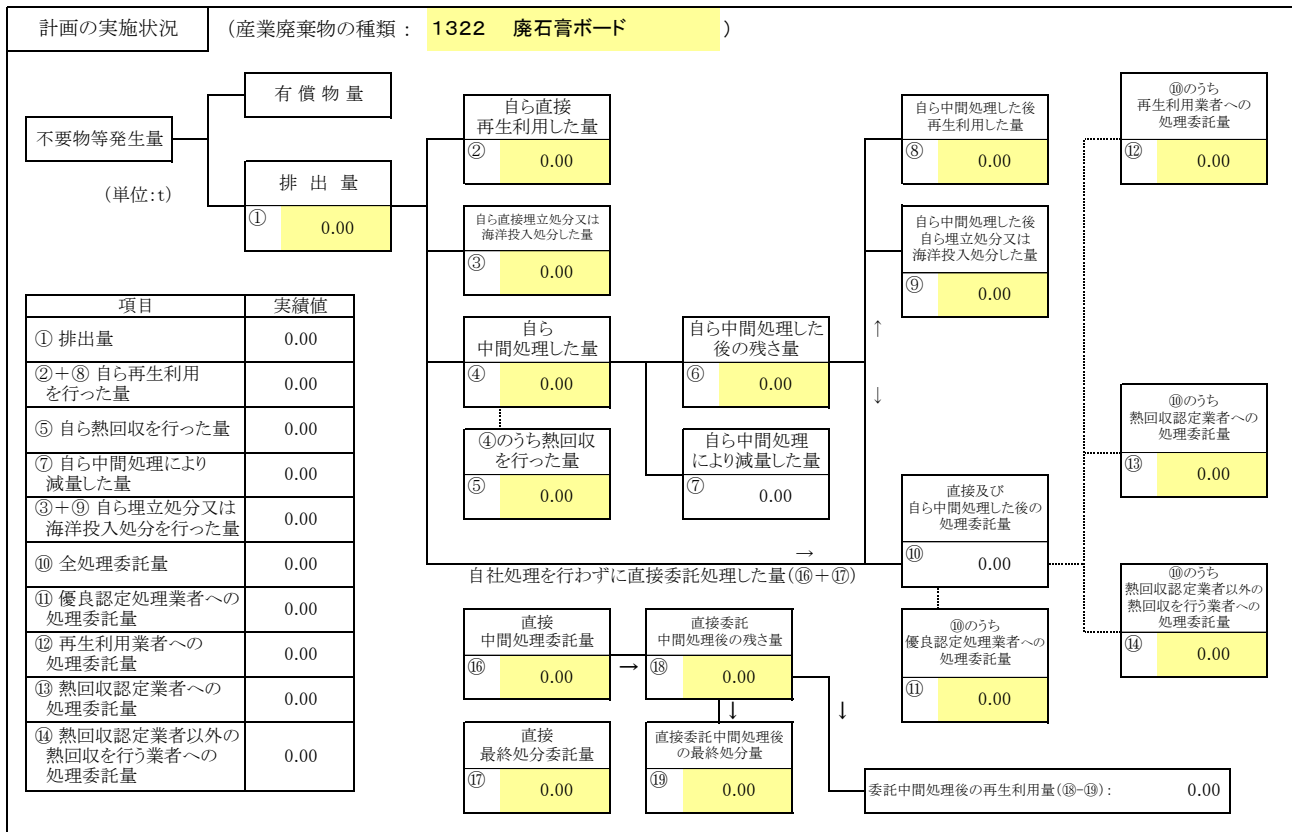 計画の実施状況
(産業廃棄物の種類： 1322 廃石膏ボード )
不要物等発生量
(単位:t)
有 償 物 量
排 出 量
① 0.00
自ら直接
再生利用した量
② 0.00
自ら直接埋立処分又は
海洋投入処分した量
③ 0.00
自ら
中間処理した量
④ 0.00
④のうち熱回収
を行った量
⑤ 0.00
自ら中間処理した
後の残さ量
⑥ 0.00
自ら中間処理
により減量した量
⑦ 0.00
自ら中間処理した後
再生利用した量
⑧ 0.00
自ら中間処理した後
自ら埋立処分又は
海洋投入処分した量
⑨ 0.00
↑
↓
直接及び
自ら中間処理した後の
処理委託量
⑩ 0.00
⑩のうち
優良認定処理業者への
処理委託量
⑪ 0.00
⑩のうち
再生利用業者への
処理委託量
⑫ 0.00
⑩のうち
熱回収認定業者への
処理委託量
⑬ 0.00
⑩のうち
熱回収認定業者以外の
熱回収を行う業者への
処理委託量
⑭ 0.00
→
自社処理を行わずに直接委託処理した量(⑯＋⑰)
直接
中間処理委託量
⑯ 0.00
→
直接委託
中間処理後の残さ量
⑱ 0.00
↓
↓
直接
最終処分委託量
⑰ 0.00
直接委託中間処理後
の最終処分量
⑲ 0.00
委託中間処理後の再生利用量(⑱-⑲)： 0.00
項目 実績値
① 排出量 0.00
②＋⑧ 自ら再生利用
を行った量 0.00
⑤ 自ら熱回収を行った量 0.00
⑦ 自ら中間処理により
減量した量 0.00
③＋⑨ 自ら埋立処分又は
海洋投入処分を行った量 0.00
⑩ 全処理委託量 0.00
⑪ 優良認定処理業者への
処理委託量 0.00
⑫ 再生利用業者への
処理委託量 0.00
⑬ 熱回収認定業者への
処理委託量 0.00
⑭ 熱回収認定業者以外の
熱回収を行う業者への
処理委託量 0.00